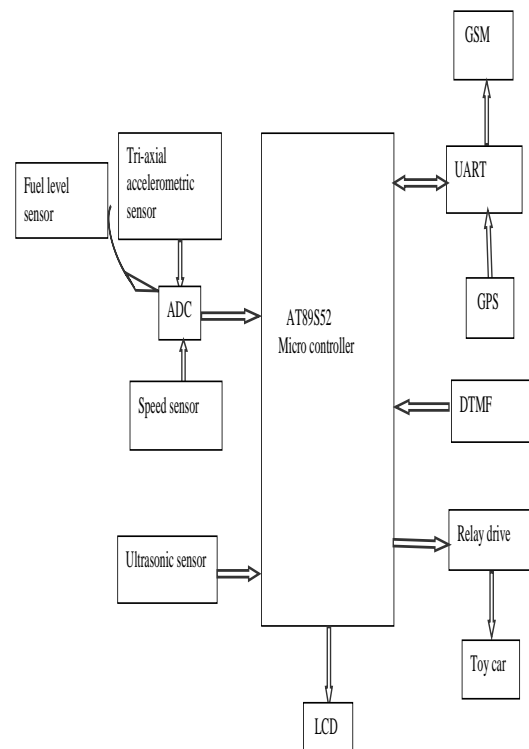 GSM
Tri-axial
accelerometric
sensor
Fuel level
sensor
UART
ADC
GPS
AT89S52
Micro controller
Speed sensor
DTMF
Ultrasonic sensor
Relay drive
Toy car
LCD